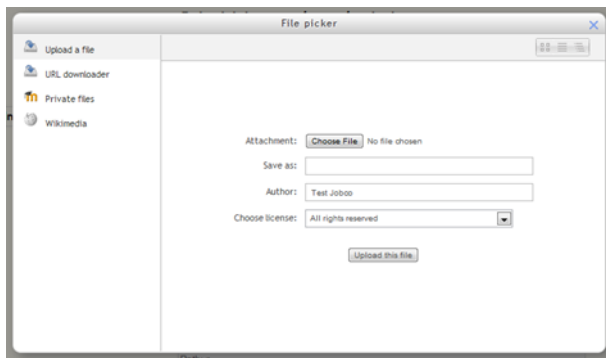 File picker
Upload a file
URL downloader
Private files
Wikimedia
Attachment: Choose File No file chosen
Save as:
Author: Test Jobco
Choose license: All rights reserved
Upload this file